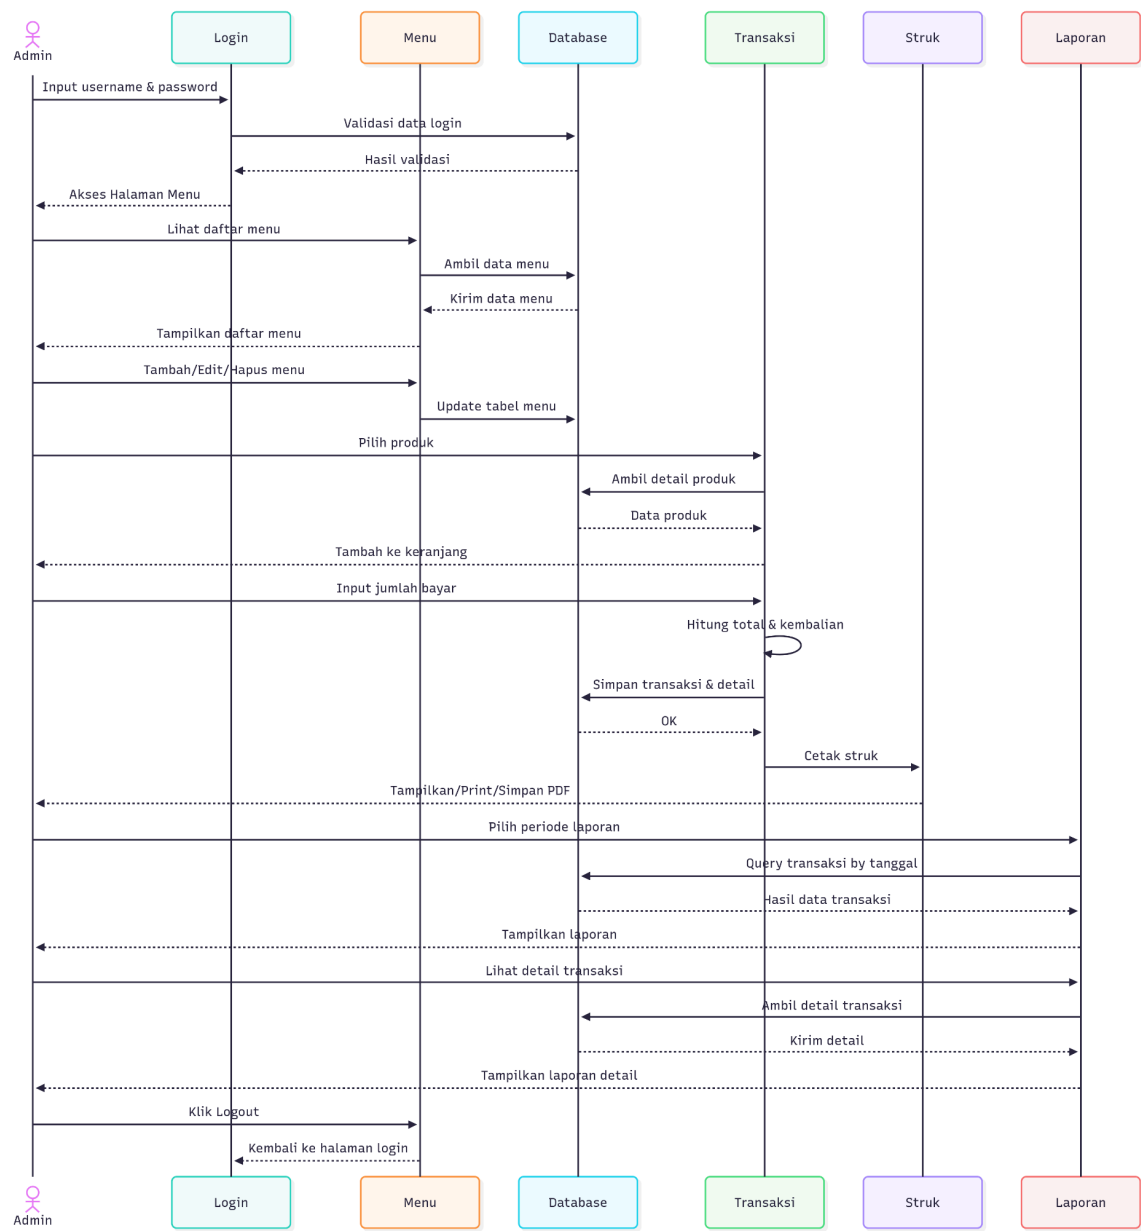 Admin
Login
Menu
Database
Transaksi
Struk
Laporan
Input username & password
Validasi data login
Hasil validasi
Akses Halaman Menu
Lihat daftar menu
Ambil data menu
Kirim data menu
Tampilkan daftar menu
Tambah/Edit/Hapus menu
Update tabel menu
Pilih produk
Ambil detail produk
Data produk
Tambah ke keranjang
Input jumlah bayar
Hitung total & kembalian
Simpan transaksi & detail
OK
Cetak struk
Tampilkan/Print/Simpan PDF
Pilih periode laporan
Query transaksi by tanggal
Hasil data transaksi
Tampilkan laporan
Lihat detail transaksi
Ambil detail transaksi
Kirim detail
Tampilkan laporan detail
Klik Logout
Kembali ke halaman login
Admin
Login
Menu
Database
Transaksi
Struk
Laporan